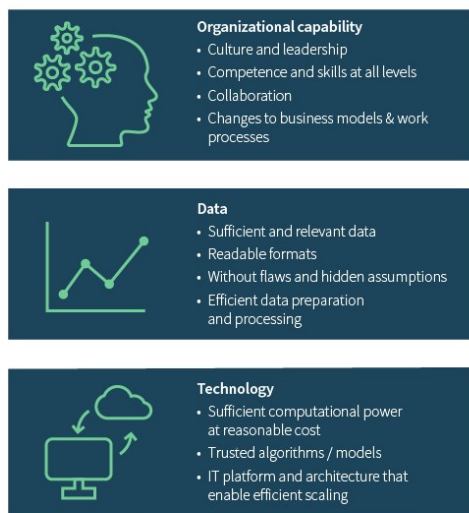 Organizational capability
• Culture and leadership
• Competence and skills at all levels
• Collaboration
• Changes to business models & work
processes
Data
• Sufficient and relevant data
• Readable formats
• Without flaws and hidden assumptions
• Efficient data preparation
and processing
Technology
• Sufficient computational power
at reasonable cost
• Trusted algorithms / models
• IT platform and architecture that
enable efficient scaling